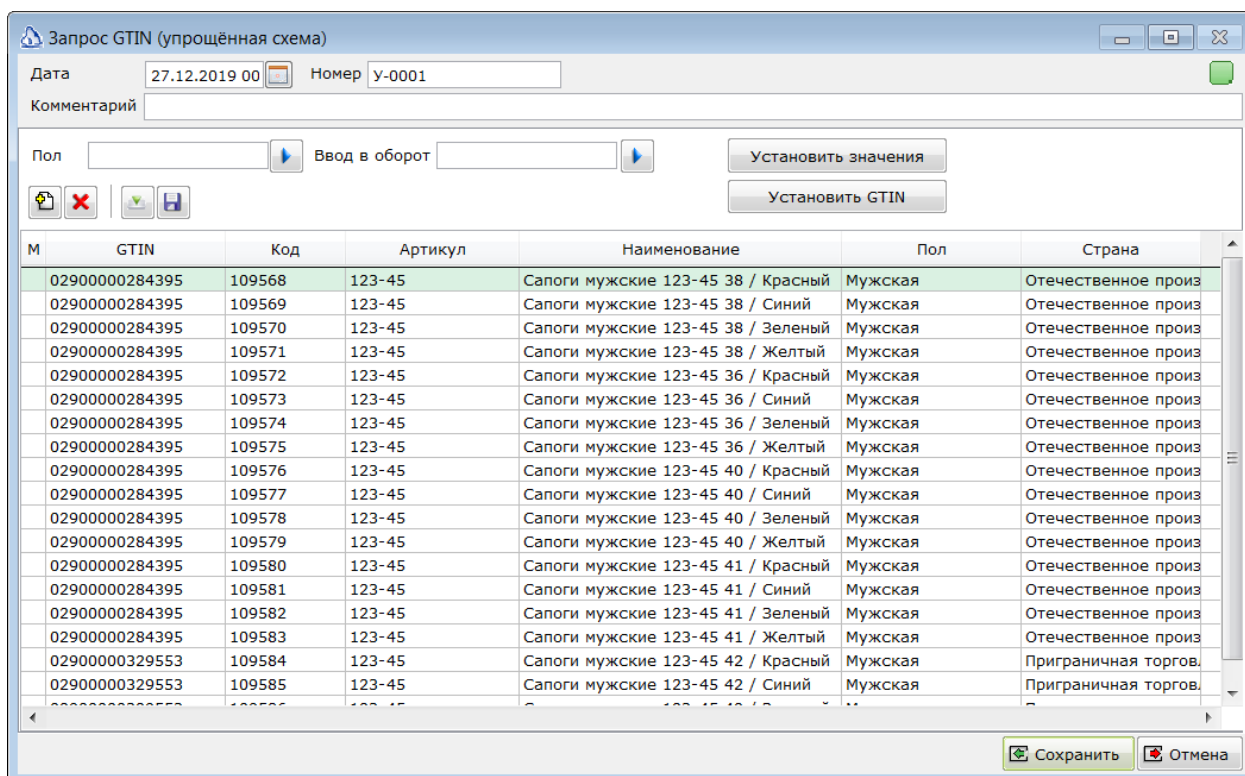 Запрос GTIN (упрощённая схема)
Дата 27.12.2019 00 Номер У-0001
Комментарий
Пол Ввод в оборот Установить значения
Установить GTIN
М GTIN Код Артикул Наименование Пол Страна
02900000284395 109568 123-45 Сапоги мужские 123-45 38 / Красный Мужская Отечественное произ
02900000284395 109569 123-45 Сапоги мужские 123-45 38 / Синий Мужская Отечественное произ
02900000284395 109570 123-45 Сапоги мужские 123-45 38 / Зеленый Мужская Отечественное произ
02900000284395 109571 123-45 Сапоги мужские 123-45 38 / Желтый Мужская Отечественное произ
02900000284395 109572 123-45 Сапоги мужские 123-45 36 / Красный Мужская Отечественное произ
02900000284395 109573 123-45 Сапоги мужские 123-45 36 / Синий Мужская Отечественное произ
02900000284395 109574 123-45 Сапоги мужские 123-45 36 / Зеленый Мужская Отечественное произ
02900000284395 109575 123-45 Сапоги мужские 123-45 36 / Желтый Мужская Отечественное произ
02900000284395 109576 123-45 Сапоги мужские 123-45 40 / Красный Мужская Отечественное произ
02900000284395 109577 123-45 Сапоги мужские 123-45 40 / Синий Мужская Отечественное произ
02900000284395 109578 123-45 Сапоги мужские 123-45 40 / Зеленый Мужская Отечественное произ
02900000284395 109579 123-45 Сапоги мужские 123-45 40 / Желтый Мужская Отечественное произ
02900000284395 109580 123-45 Сапоги мужские 123-45 41 / Красный Мужская Отечественное произ
02900000284395 109581 123-45 Сапоги мужские 123-45 41 / Синий Мужская Отечественное произ
02900000284395 109582 123-45 Сапоги мужские 123-45 41 / Зеленый Мужская Отечественное произ
02900000284395 109583 123-45 Сапоги мужские 123-45 41 / Желтый Мужская Отечественное произ
02900000329553 109584 123-45 Сапоги мужские 123-45 42 / Красный Мужская Приграничная торгов
02900000329553 109585 123-45 Сапоги мужские 123-45 42 / Синий Мужская Приграничная торгов
Сохранить Отмена